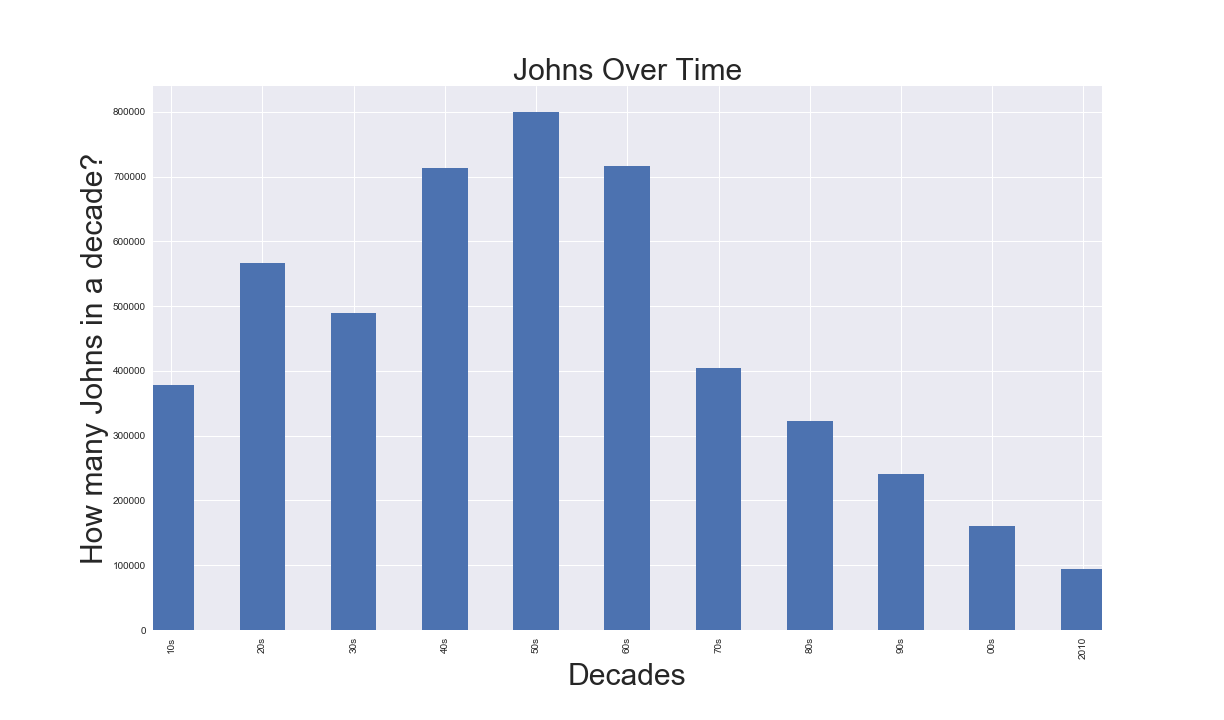 Johns Over Time
How many Johns in a decade?
800000
700000
600000
500000
400000
300000
200000
100000
0
10s
20s
30s
40s
50s
60s
70s
80s
90s
00s
2010
Decades